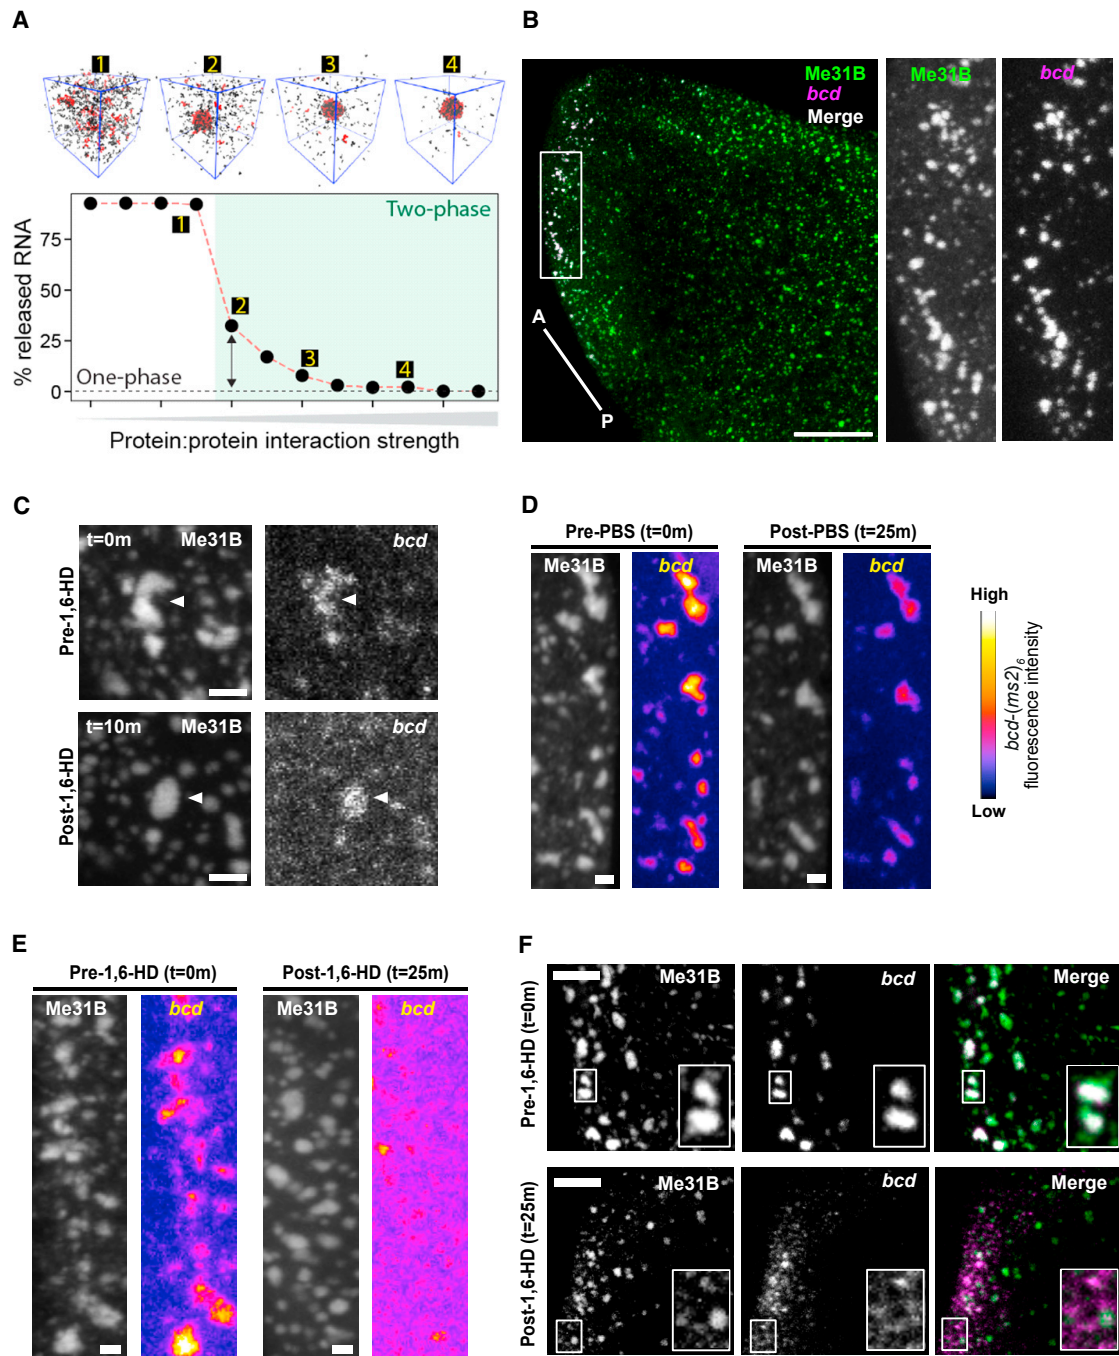 A
1
2
3
4
% released RNA
75
50
25
0
1
2
3
4
Two-phase
One-phase
Protein:protein interaction strength
B
Me31B
bcd
Merge
A
P
Me31B
bcd
C
Pre-1,6-HD
t=0m
Me31B
bcd
Post-1,6-HD
t=10m
Me31B
bcd
D
Pre-PBS (t=0m)
Post-PBS (t=25m)
Me31B
bcd
Me31B
bcd
High
Low
bcd-(ms2)6
fluorescence intensity
E
Pre-1,6-HD (t=0m)
Post-1,6-HD (t=25m)
Me31B
bcd
Me31B
bcd
F
Pre-1,6-HD (t=0m)
Me31B
bcd
Merge
Post-1,6-HD (t=25m)
Me31B
bcd
Merge